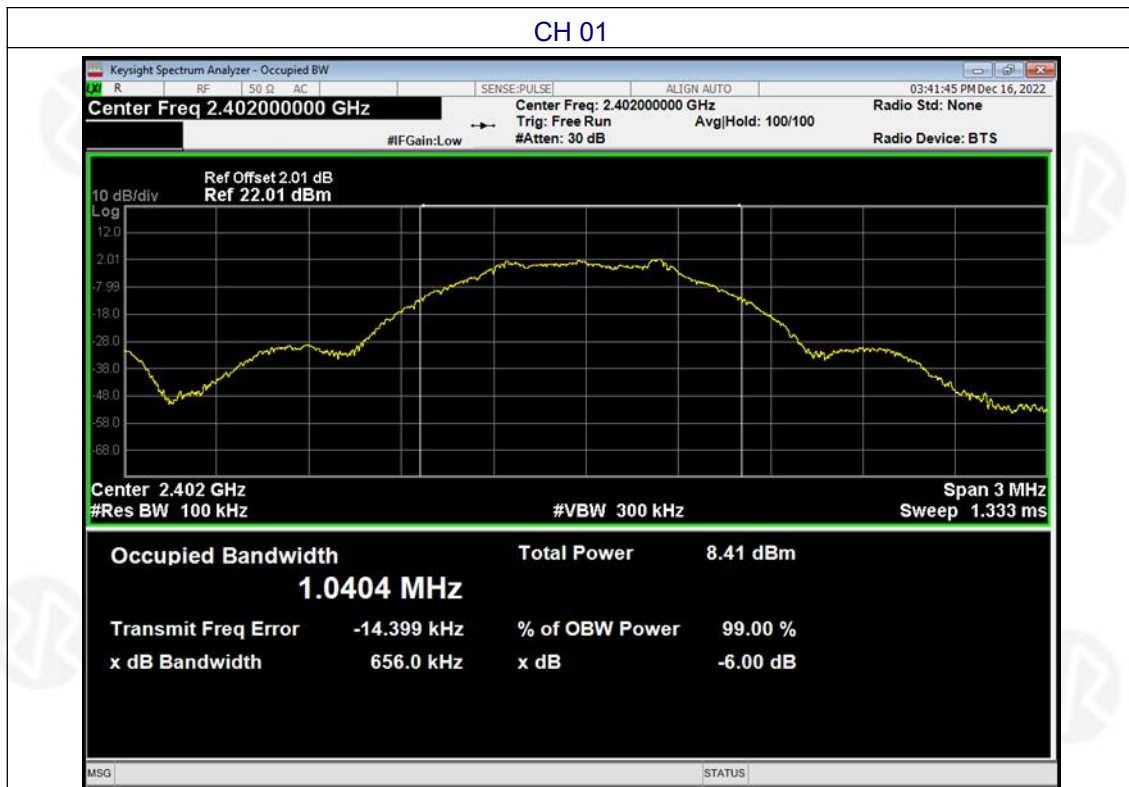 CH 01
Keysight Spectrum Analyzer - Occupied BW
LXI R RF 50 Ω AC SENSE:PULSE ALIGN AUTO 03:41:45 PM Dec 16, 2022
Center Freq 2.402000000 GHz Center Freq: 2.402000000 GHz Radio Std: None
Trig: Free Run Avg|Hold: 100/100
#IFGain:Low #Atten: 30 dB Radio Device: BTS
Ref Offset 2.01 dB
10 dB/div Ref 22.01 dBm
Log
12.0
2.01
-7.99
-18.0
-28.0
-38.0
-48.0
-58.0
-68.0
Center 2.402 GHz Span 3 MHz
#Res BW 100 kHz #VBW 300 kHz Sweep 1.333 ms
Occupied Bandwidth Total Power 8.41 dBm
1.0404 MHz
Transmit Freq Error -14.399 kHz % of OBW Power 99.00 %
x dB Bandwidth 656.0 kHz x dB -6.00 dB
MSG STATUS